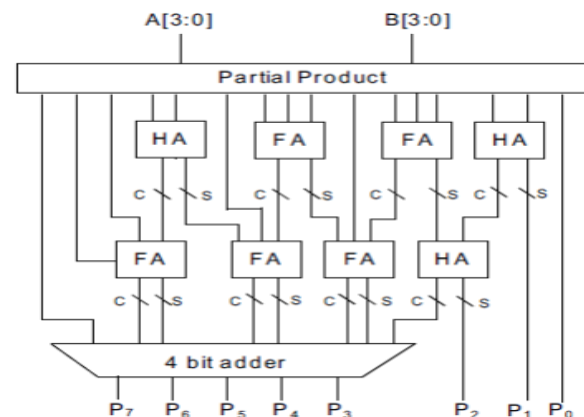 A[3:0] B[3:0]
Partial Product
HA FA FA HA
C S C S C S C S
FA FA FA HA
C S C S C S C S
4 bit adder
P7 P6 P5 P4 P3 P2 P1 P0